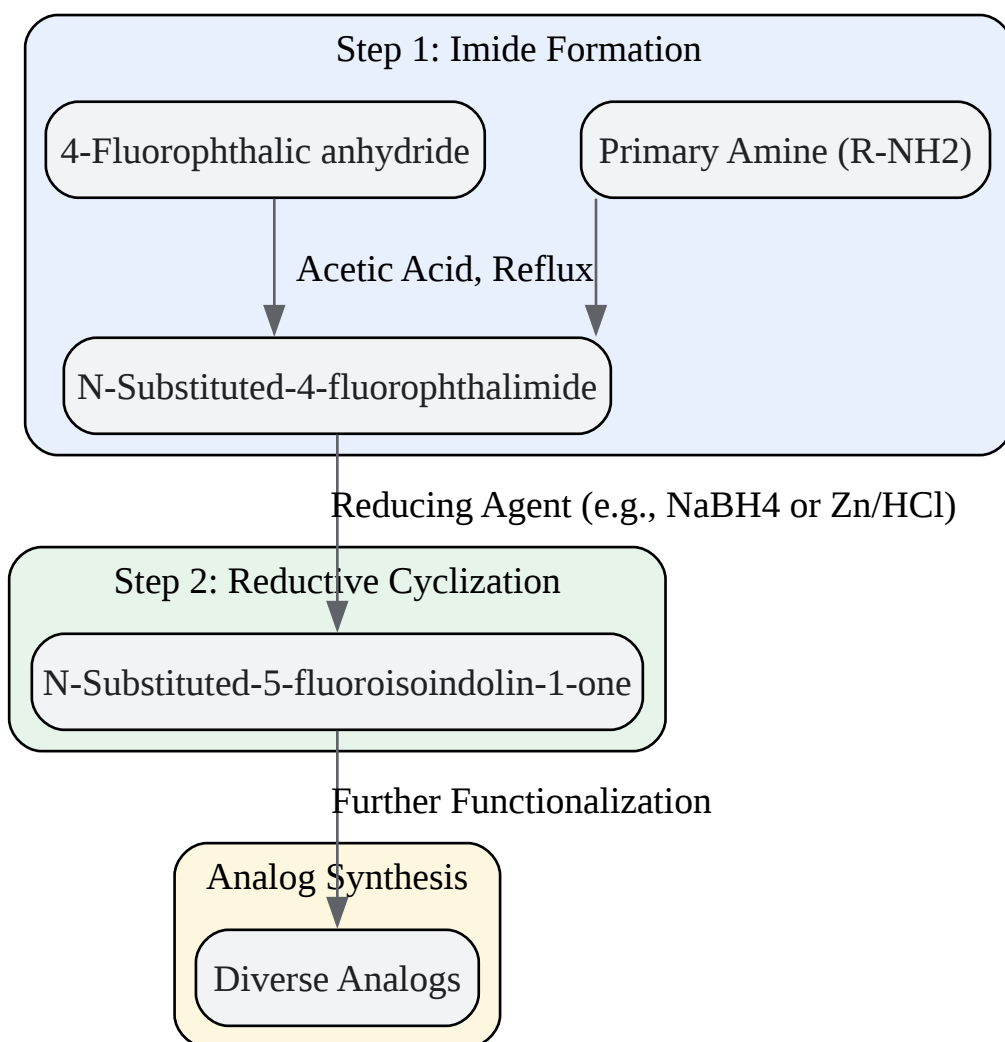 Step 1: Imide Formation
4-Fluorophthalic anhydride
Primary Amine (R-NH2)
Acetic Acid, Reflux
N-Substituted-4-fluorophthalimide
Reducing Agent (e.g., NaBH4 or Zn/HCl)
Step 2: Reductive Cyclization
N-Substituted-5-fluoroisoindolin-1-one
Further Functionalization
Analog Synthesis
Diverse Analogs